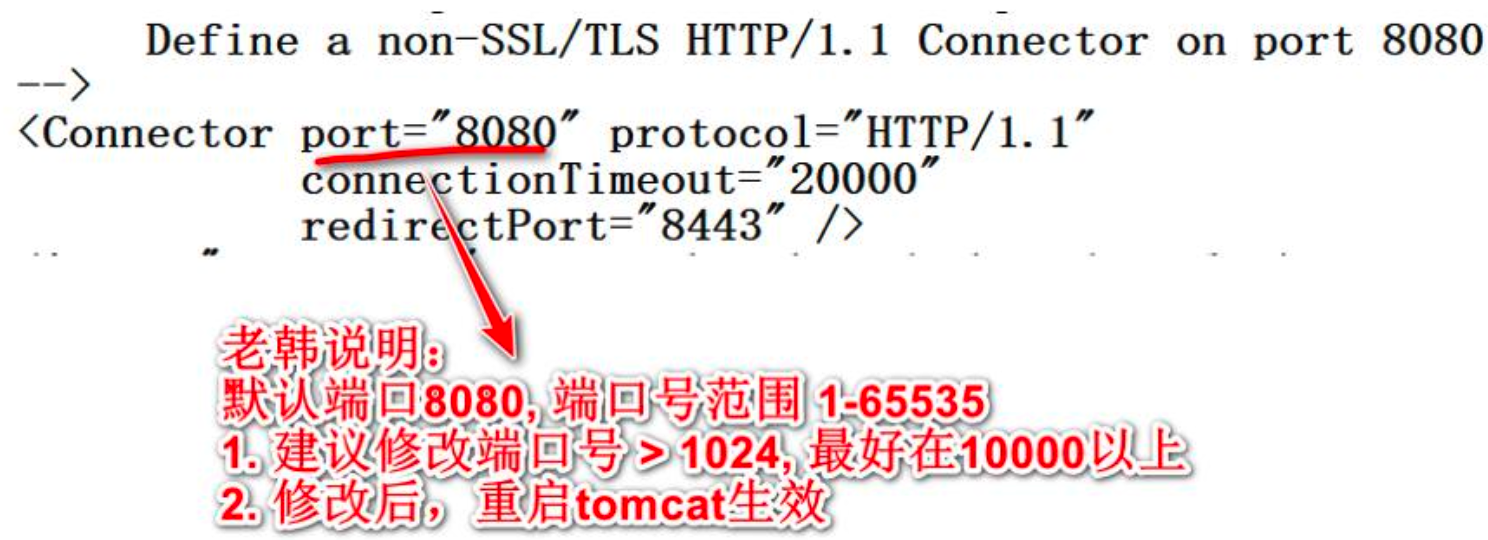 Define a non-SSL/TLS HTTP/1.1 Connector on port 8080
-->
<Connector port="8080" protocol="HTTP/1.1"
connectionTimeout="20000"
redirectPort="8443" />
老韩说明：
默认端口8080, 端口号范围 1-65535
1. 建议修改端口号 > 1024, 最好在10000以上
2. 修改后，重启tomcat生效